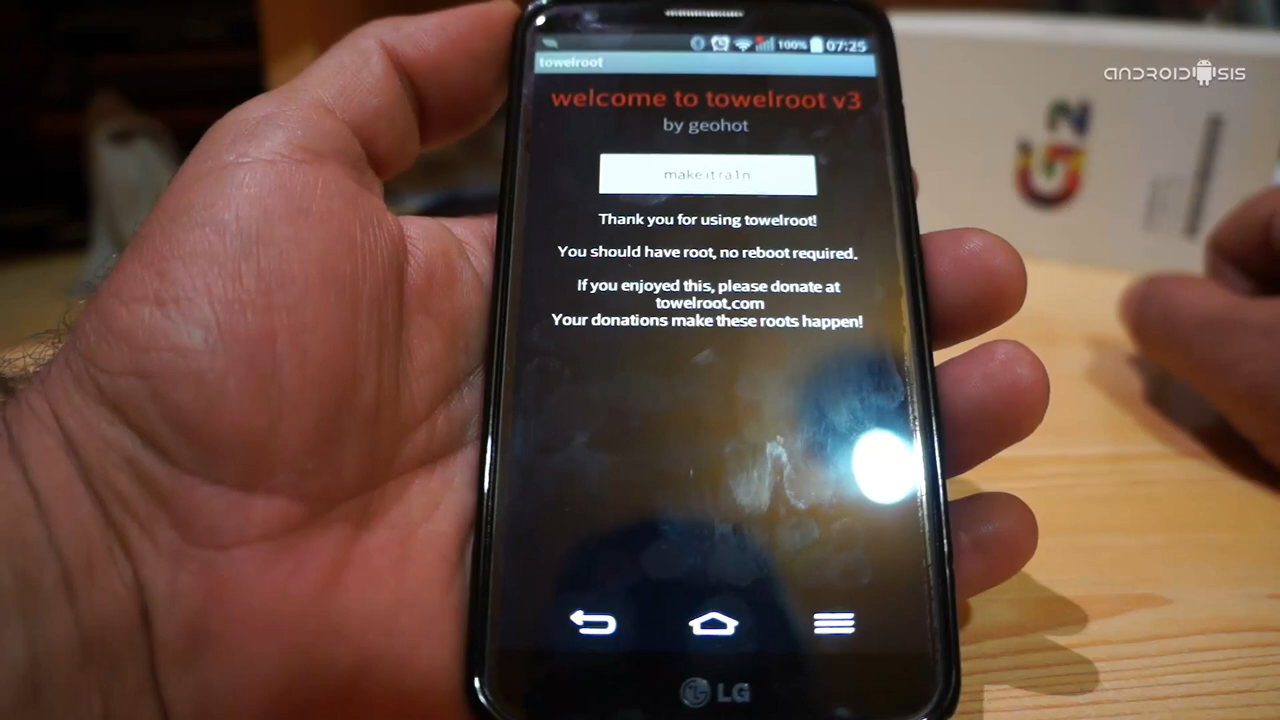 ANDROIDSIS
100% 07:25
towelroot
welcome to towelroot v3
by geohot
make it ra1n
Thank you for using towelroot!
You should have root, no reboot required.
If you enjoyed this, please donate at
towelroot.com
Your donations make these roots happen!
LG
G2